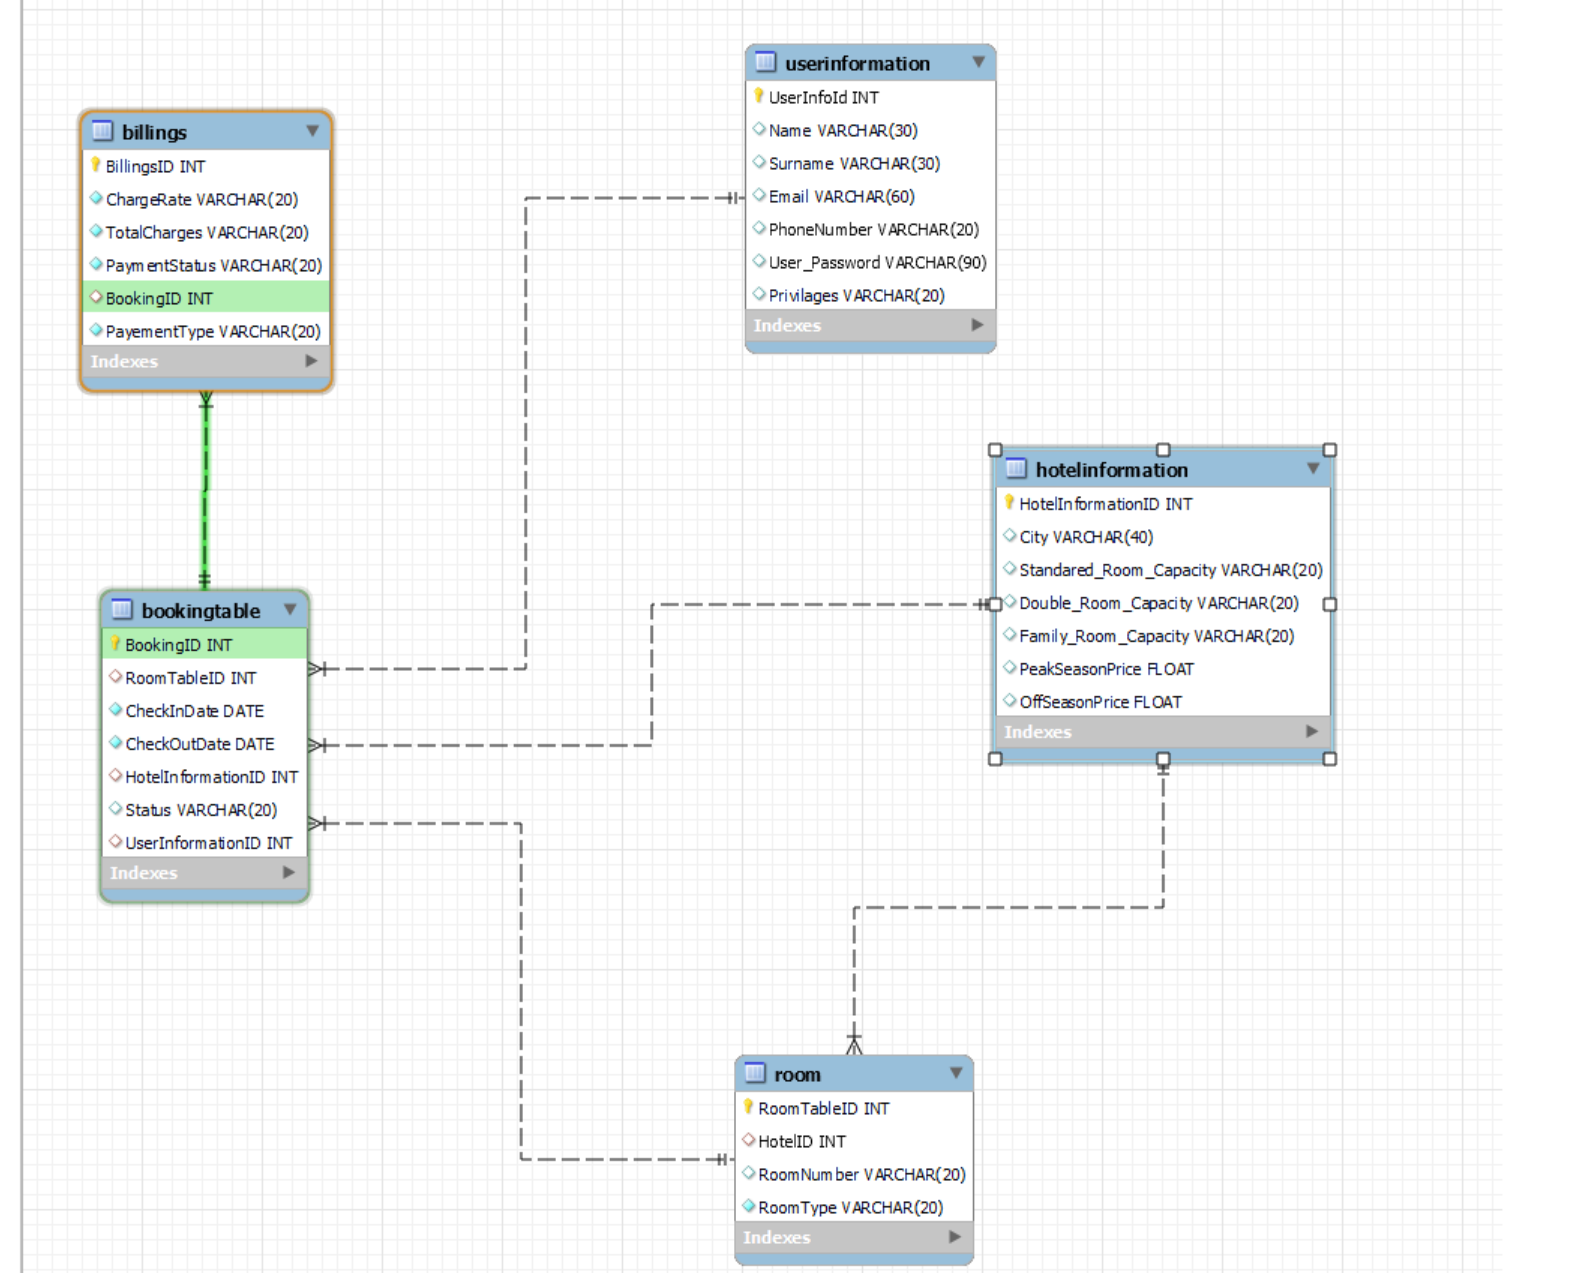 billings
BillingsID INT
ChargeRate VARCHAR(20)
TotalCharges VARCHAR(20)
PaymentStatus VARCHAR(20)
BookingID INT
PayementType VARCHAR(20)
Indexes
userinformation
UserInfoId INT
Name VARCHAR(30)
Surname VARCHAR(30)
Email VARCHAR(60)
PhoneNumber VARCHAR(20)
User_Password VARCHAR(90)
Privilages VARCHAR(20)
Indexes
hotelinformation
HotelInformationID INT
City VARCHAR(40)
Standared_Room_Capacity VARCHAR(20)
Double_Room_Capacity VARCHAR(20)
Family_Room_Capacity VARCHAR(20)
PeakSeasonPrice FLOAT
OffSeasonPrice FLOAT
Indexes
bookingtable
BookingID INT
RoomTableID INT
CheckInDate DATE
CheckOutDate DATE
HotelInformationID INT
Status VARCHAR(20)
UserInformationID INT
Indexes
room
RoomTableID INT
HotelID INT
RoomNumber VARCHAR(20)
RoomType VARCHAR(20)
Indexes